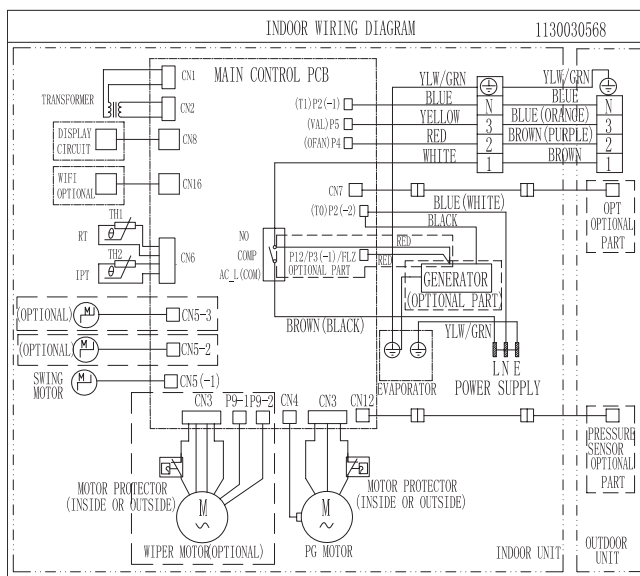 INDOOR WIRING DIAGRAM
1130030568
MAIN CONTROL PCB
CN1
TRANSFORMER
CN2
DISPLAY
CIRCUIT
CN8
WIFI
OPTIONAL
CN16
TH1
RT
TH2
IPT
CN6
(T1)P2(-1)
(VAL)P5
(OFAN)P4
YLW/GRN
BLUE
YELLOW
RED
WHITE
N
3
2
1
YLW/GRN
BLUE
BLUE(ORANGE)
BROWN(PURPLE)
BROWN
N
3
2
1
CN7
(T0)P2(-2)
BLUE(WHITE)
BLACK
OPT
OPTIONAL
PART
NO
COMP
AC_L(COM)
RED
P12/P3(-1)/FLZ
OPTIONAL PART
RED
GENERATOR
(OPTIONAL PART)
BROWN(BLACK)
YLW/GRN
(OPTIONAL)
M
CN5-3
(OPTIONAL)
M
CN5-2
SWING
MOTOR
M
CN5(-1)
EVAPORATOR
L N E
POWER SUPPLY
CN3
P9-1
P9-2
CN4
CN3
CN12
PRESSURE
SENSOR
OPTIONAL
PART
MOTOR PROTECTOR
(INSIDE OR OUTSIDE)
M
WIPER MOTOR(OPTIONAL)
MOTOR PROTECTOR
(INSIDE OR OUTSIDE)
M
PG MOTOR
INDOOR UNIT
OUTDOOR
UNIT